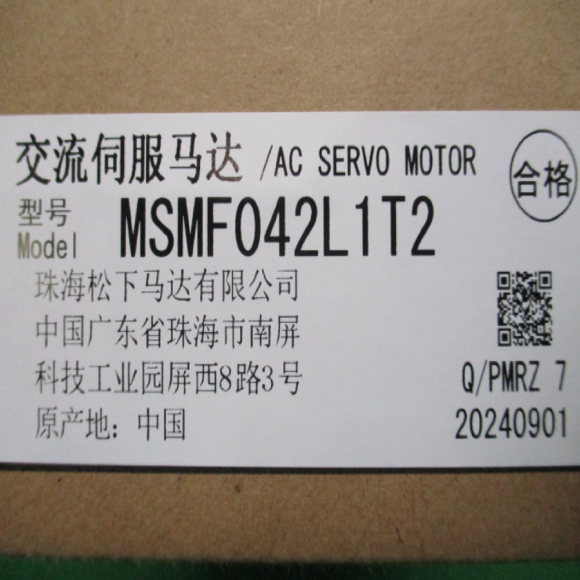 交流伺服马达 /AC SERVO MOTOR
合格
型号
Model MSMF042L1T2
珠海松下马达有限公司
中国广东省珠海市南屏
科技工业园屏西8路3号
Q/PMRZ 7
原产地：中国
20240901